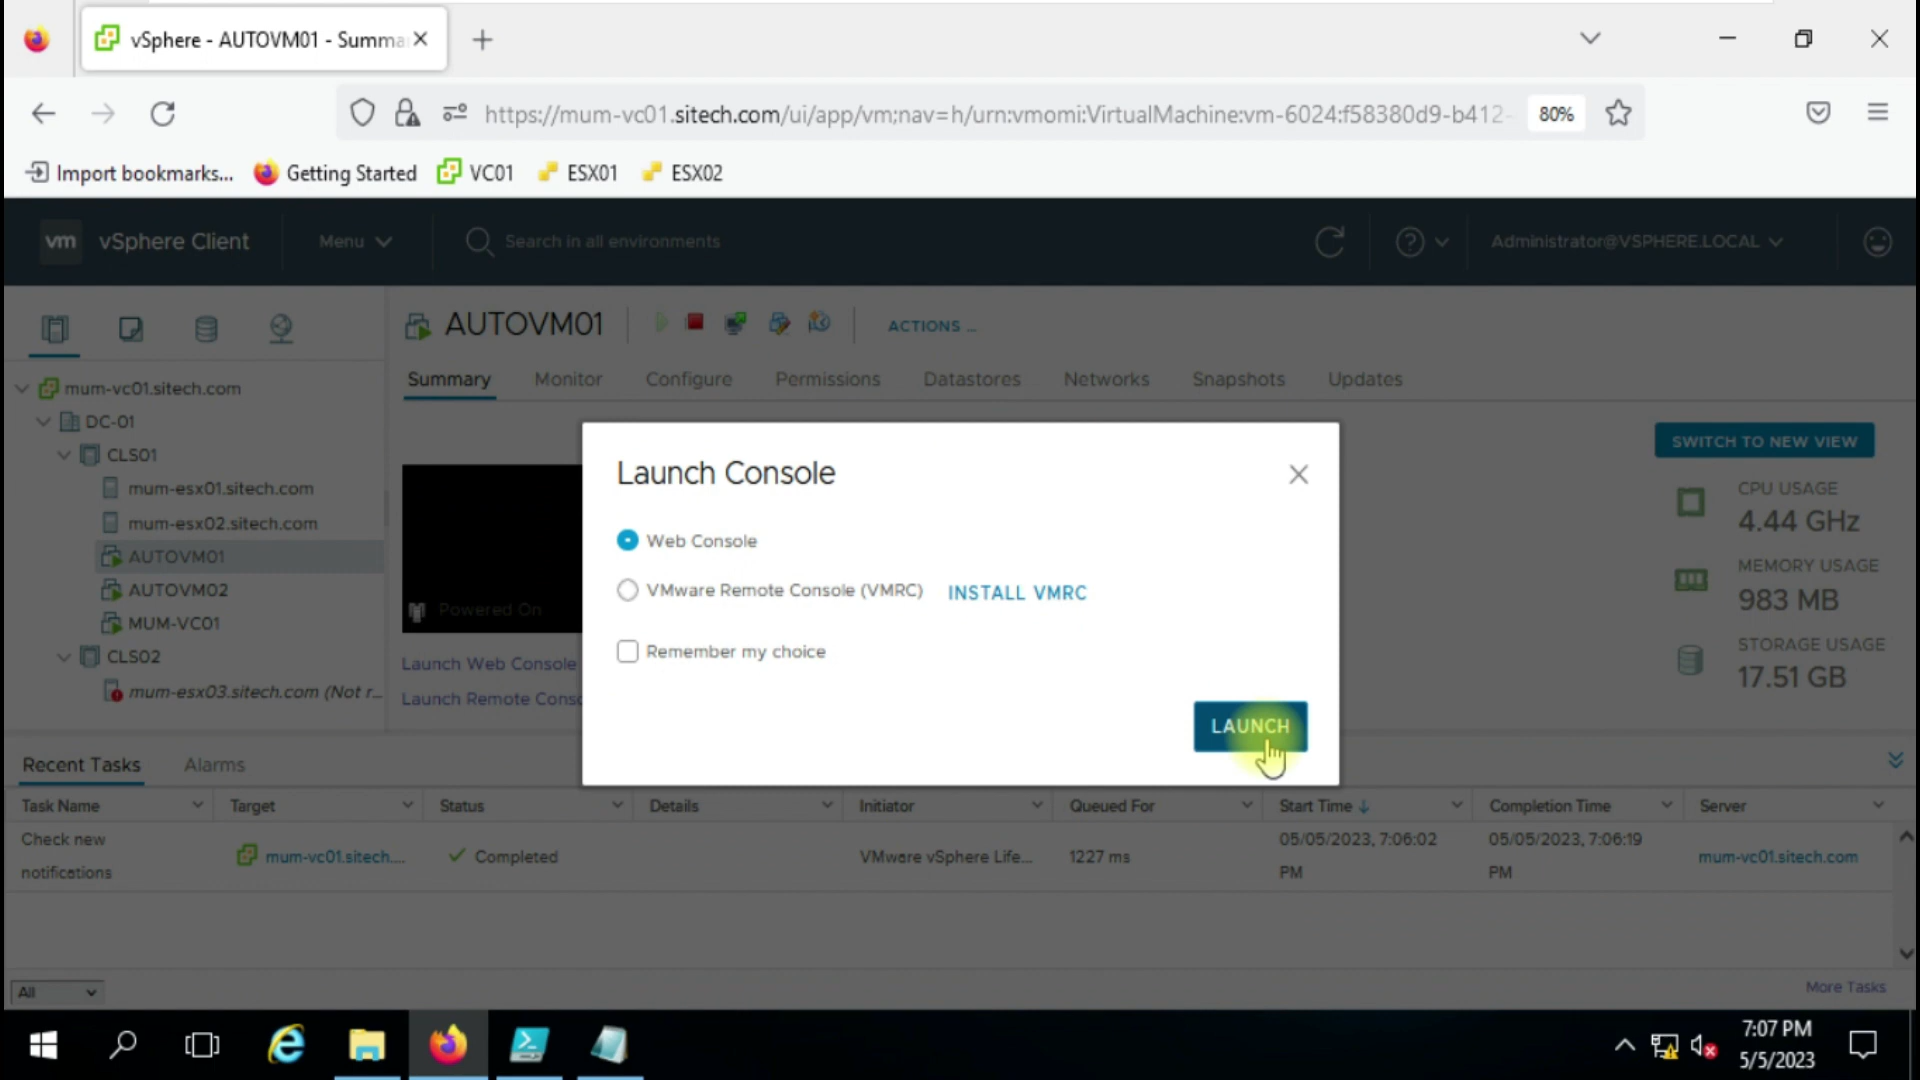 vSphere - AUTOVM01 - Summa
https://mum-vc01.sitech.com/ui/app/vm;nav=h/urn:vmomi:VirtualMachine:vm-6024:f58380d9-b412-
80%
Import bookmarks... Getting Started VC01 ESX01 ESX02
vm vSphere Client Menu Search in all environments Administrator@VSPHERE.LOCAL
AUTOVM01 ACTIONS
Summary Monitor Configure Permissions Datastores Networks Snapshots Updates
mum-vc01.sitech.com
DC-01
CLS01
mum-esx01.sitech.com
mum-esx02.sitech.com
AUTOVM01
AUTOVM02
MUM-VC01
CLS02
mum-esx03.sitech.com (Not r...
Powered On
Launch Web Console
Launch Remote Conso
Launch Console
Web Console
VMware Remote Console (VMRC) INSTALL VMRC
Remember my choice
LAUNCH
SWITCH TO NEW VIEW
CPU USAGE
4.44 GHz
MEMORY USAGE
983 MB
STORAGE USAGE
17.51 GB
Recent Tasks Alarms
Task Name Target Status Details Initiator Queued For Start Time Completion Time Server
Check new notifications mum-vc01.sitech.... Completed VMware vSphere Life... 1227 ms 05/05/2023, 7:06:02 PM 05/05/2023, 7:06:19 PM mum-vc01.sitech.com
All More Tasks
7:07 PM
5/5/2023